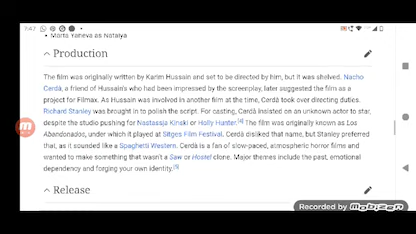 7:47
• Marta Yaneva as Natalya
Production
The film was originally written by Karim Hussain and set to be directed by him, but it was shelved. Nacho
Cerdà, a friend of Hussain's who had been impressed by the screenplay, later suggested the film as a
project for Filmax. As Hussain was involved in another film at the time, Cerdà took over directing duties.
Richard Stanley was brought in to polish the script. For casting, Cerdà insisted on an unknown actor to star,
despite the studio pushing for Nastassja Kinski or Holly Hunter.[4] The film was originally known as Los
Abandonados, under which it played at Sitges Film Festival. Cerdà disliked that name, but Stanley preferred
that, as it sounded like a Spaghetti Western. Cerdà is a fan of slow-paced, atmospheric horror films and
wanted to make something that wasn't a Saw or Hostel clone. Major themes include the past, emotional
dependency and forging your own identity.[5]
Release
Recorded by Mobizen